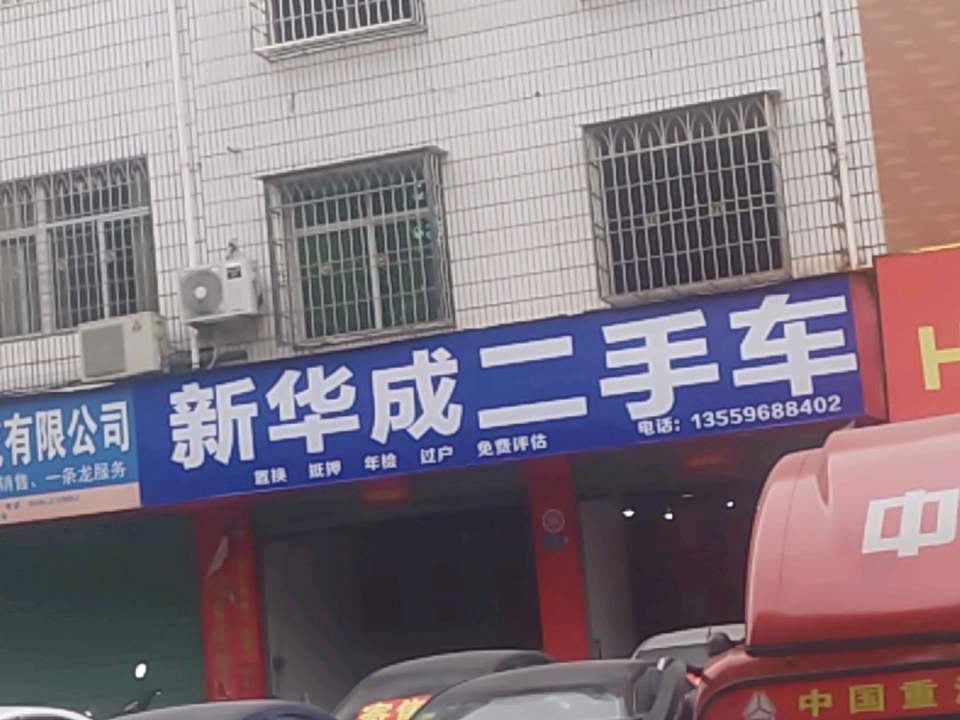 新华成二手车
置换 抵押 年检 过户 免费评估
电话：13559688402
有限公司
销售、一条龙服务
H
中
中国重